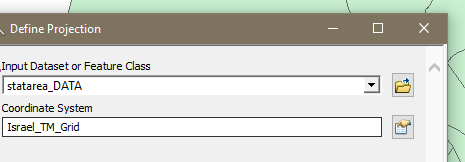 Define Projection
Input Dataset or Feature Class
statarea_DATA
Coordinate System
Israel_TM_Grid